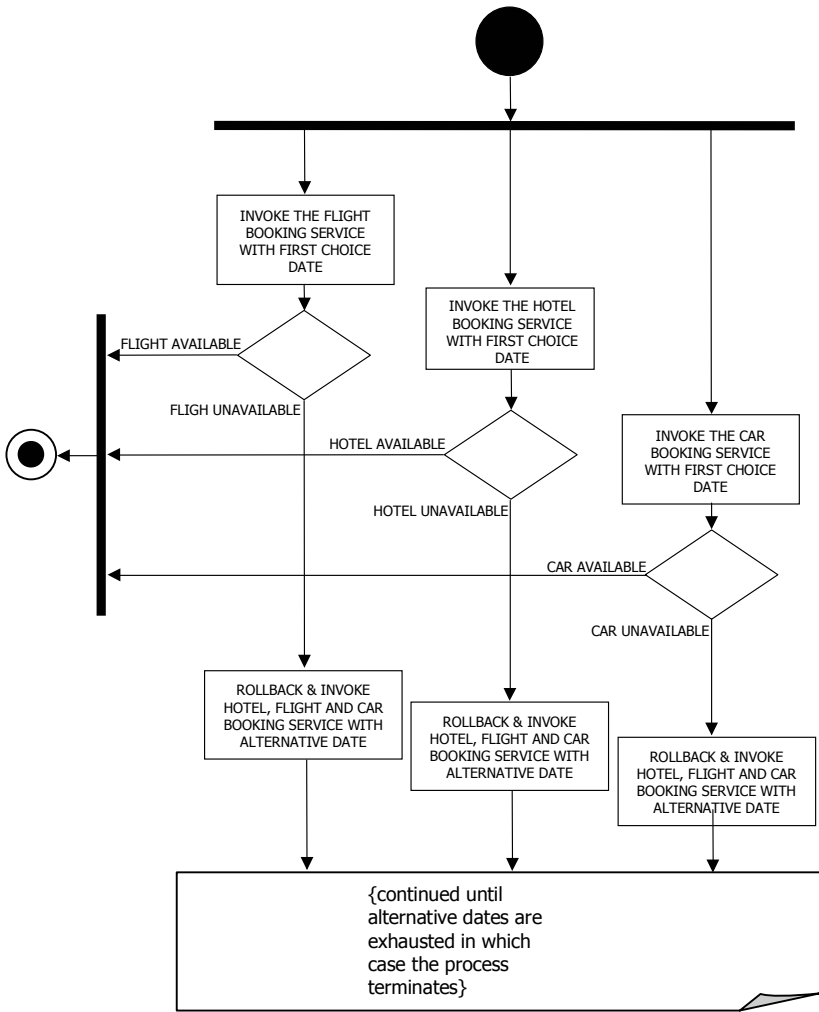 INVOKE THE FLIGHT
BOOKING SERVICE
WITH FIRST CHOICE
DATE
INVOKE THE HOTEL
BOOKING SERVICE
WITH FIRST CHOICE
DATE
FLIGHT AVAILABLE
FLIGH UNAVAILABLE
INVOKE THE CAR
BOOKING SERVICE
WITH FIRST CHOICE
DATE
HOTEL AVAILABLE
HOTEL UNAVAILABLE
CAR AVAILABLE
CAR UNAVAILABLE
ROLLBACK & INVOKE
HOTEL, FLIGHT AND CAR
BOOKING SERVICE WITH
ALTERNATIVE DATE
ROLLBACK & INVOKE
HOTEL, FLIGHT AND CAR
BOOKING SERVICE WITH
ALTERNATIVE DATE
ROLLBACK & INVOKE
HOTEL, FLIGHT AND CAR
BOOKING SERVICE WITH
ALTERNATIVE DATE
{continued until
alternative dates are
exhausted in which
case the process
terminates}